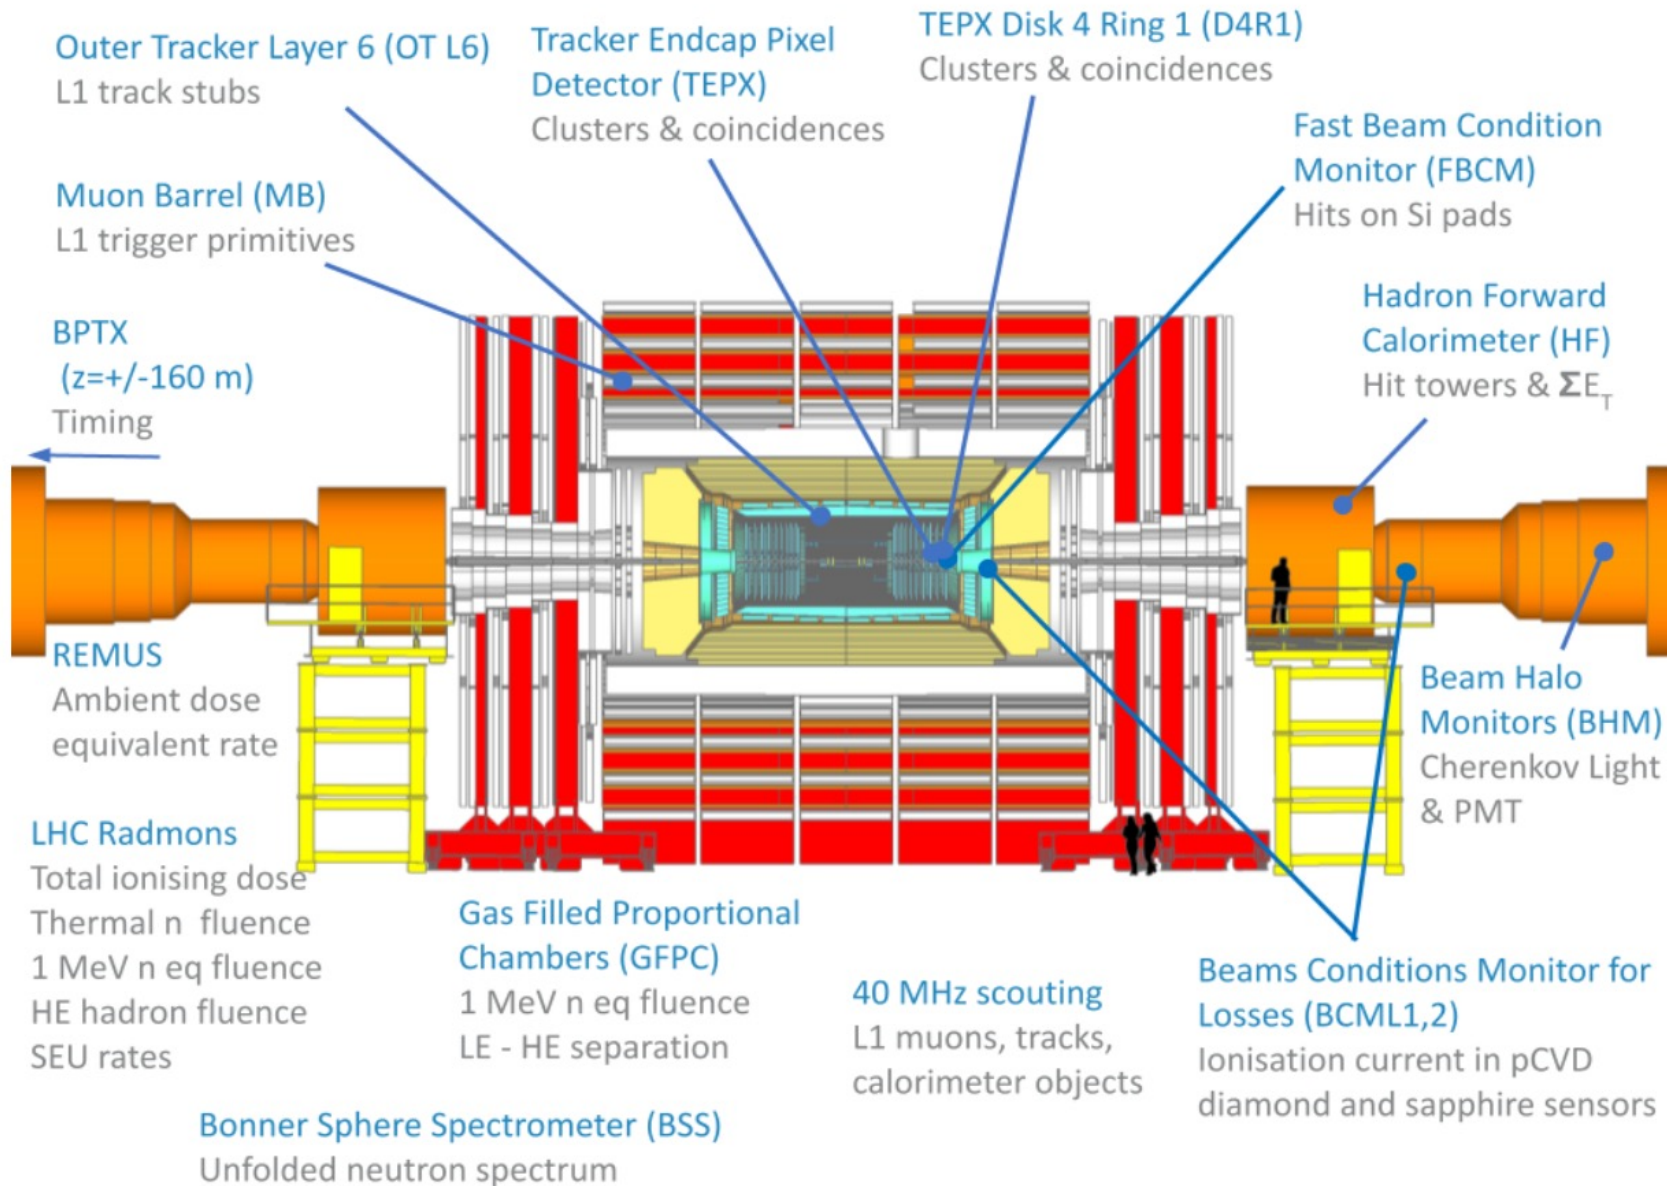 Outer Tracker Layer 6 (OT L6)
L1 track stubs
Tracker Endcap Pixel
Detector (TEPX)
Clusters & coincidences
TEPX Disk 4 Ring 1 (D4R1)
Clusters & coincidences
Fast Beam Condition
Monitor (FBCM)
Hits on Si pads
Muon Barrel (MB)
L1 trigger primitives
BPTX
(z=+/-160 m)
Timing
Hadron Forward
Calorimeter (HF)
Hit towers & ΣE_T
REMUS
Ambient dose
equivalent rate
Beam Halo
Monitors (BHM)
Cherenkov Light
& PMT
LHC Radmons
Total ionising dose
Thermal n fluence
1 MeV n eq fluence
HE hadron fluence
SEU rates
Gas Filled Proportional
Chambers (GFPC)
1 MeV n eq fluence
LE - HE separation
40 MHz scouting
L1 muons, tracks,
calorimeter objects
Beams Conditions Monitor for
Losses (BCML1,2)
Ionisation current in pCVD
diamond and sapphire sensors
Bonner Sphere Spectrometer (BSS)
Unfolded neutron spectrum